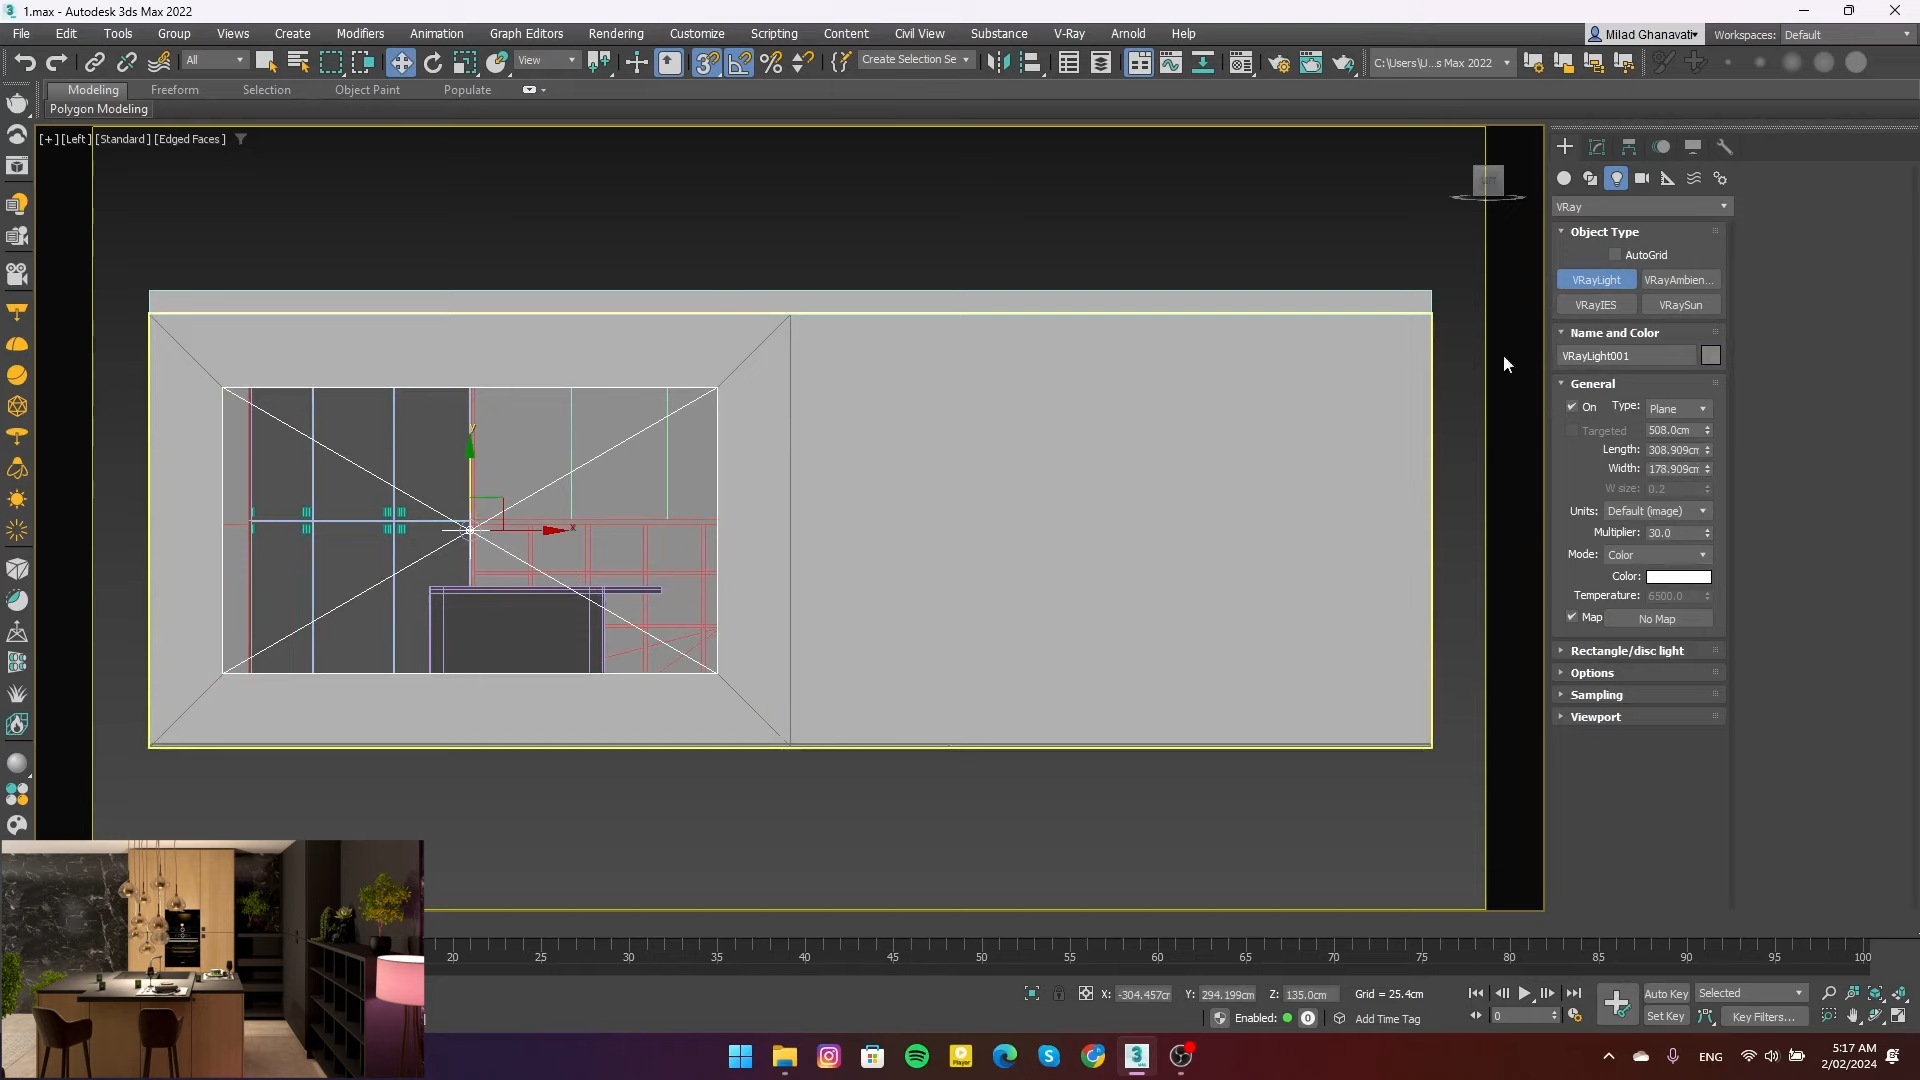 1.max - Autodesk 3ds Max 2022
File Edit Tools Group Views Create Modifiers Animation Graph Editors Rendering Customize Scripting Content Civil View Substance V-Ray Arnold Help
Milad Ghanavati
Workspaces: Default
All
View
Create Selection Se
C:\Users\U...s Max 2022
Modeling Freeform Selection Object Paint Populate
Polygon Modeling
[+] [Left] [Standard] [Edged Faces]
LEFT
VRay
Object Type
AutoGrid
VRayLight VRayAmbien...
VRayIES VRaySun
Name and Color
VRayLight001
General
On Type: Plane
Targeted 508.0cm
Length: 308.909cm
Width: 178.909cm
W size: 0.2
Units: Default (image)
Multiplier: 30.0
Mode: Color
Color:
Temperature: 6500.0
Map No Map
Rectangle/disc light
Options
Sampling
Viewport
y
x
20 25 30 35 40 45 50 55 60 65 70 75 80 85 90 95 100
X: -304.457cm Y: 294.199cm Z: 135.0cm Grid = 25.4cm
Auto Key Selected
Enabled: 0 Add Time Tag
0
Set Key Key Filters...
Player
3
ENG
5:17 AM
2/02/2024